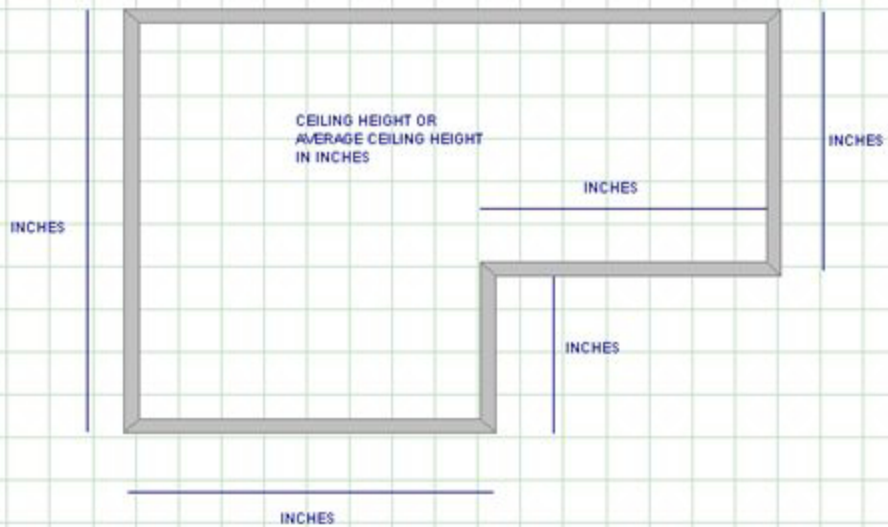 CEILING HEIGHT OR
AVERAGE CEILING HEIGHT
IN INCHES
INCHES
INCHES
INCHES
INCHES
INCHES